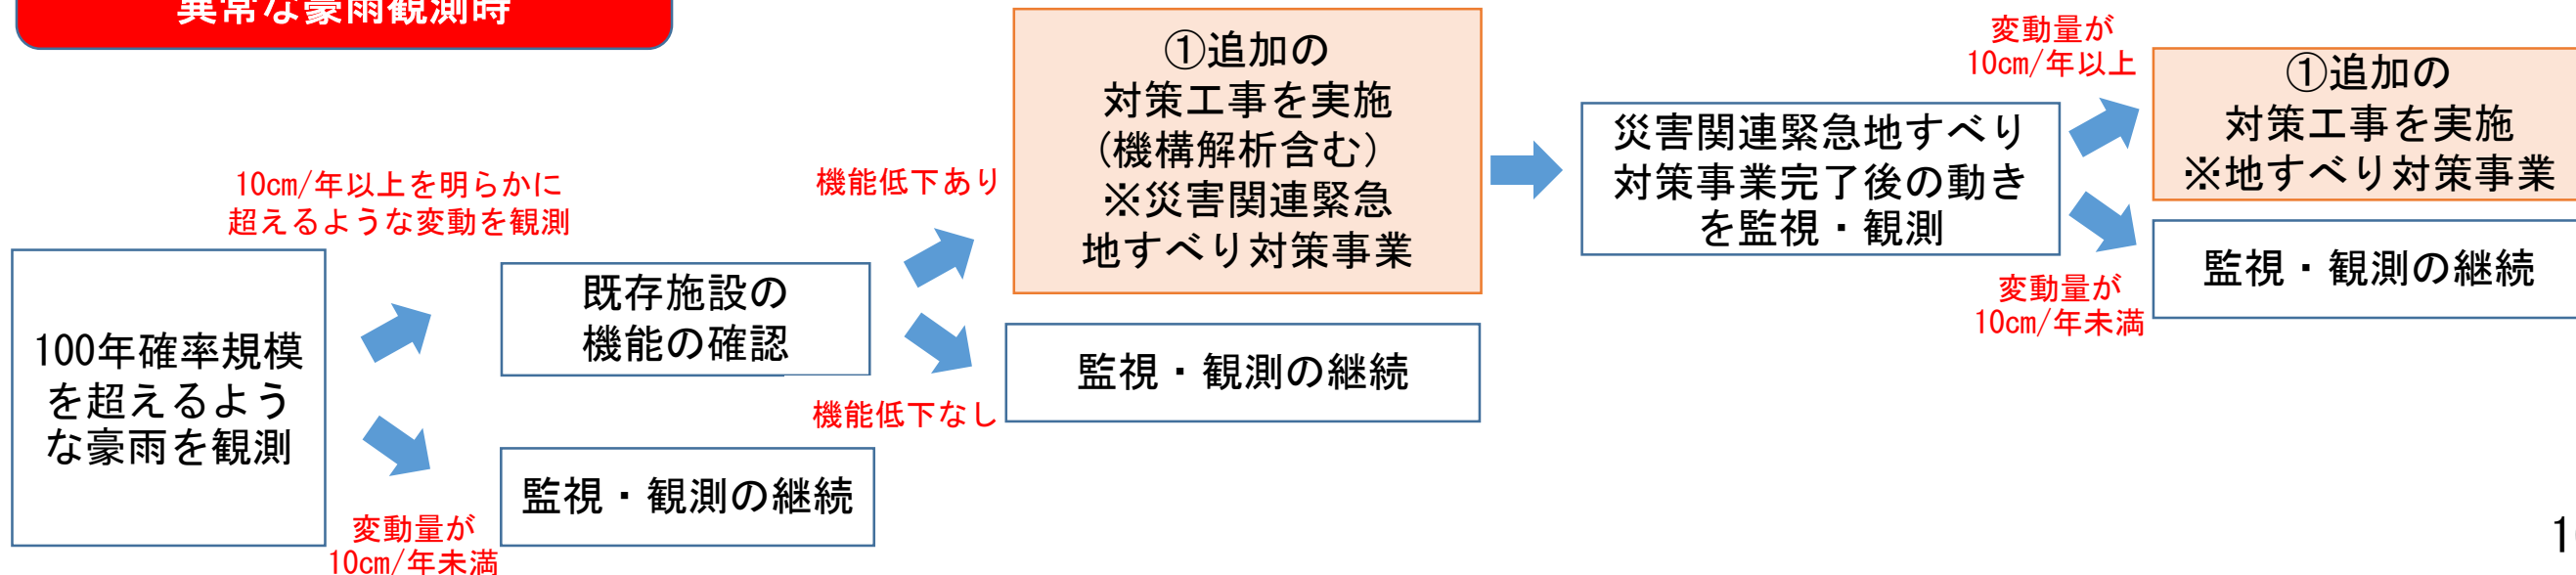 異常な豪雨観測時
100年確率規模
を超えるよう
な豪雨を観測
10cm/年以上を明らかに
超えるような変動を観測
変動量が
10cm/年未満
既存施設の
機能の確認
監視・観測の継続
機能低下あり
機能低下なし
①追加の
対策工事を実施
(機構解析含む)
※災害関連緊急
地すべり対策事業
監視・観測の継続
災害関連緊急地すべり
対策事業完了後の動き
を監視・観測
変動量が
10cm/年以上
変動量が
10cm/年未満
①追加の
対策工事を実施
※地すべり対策事業
監視・観測の継続